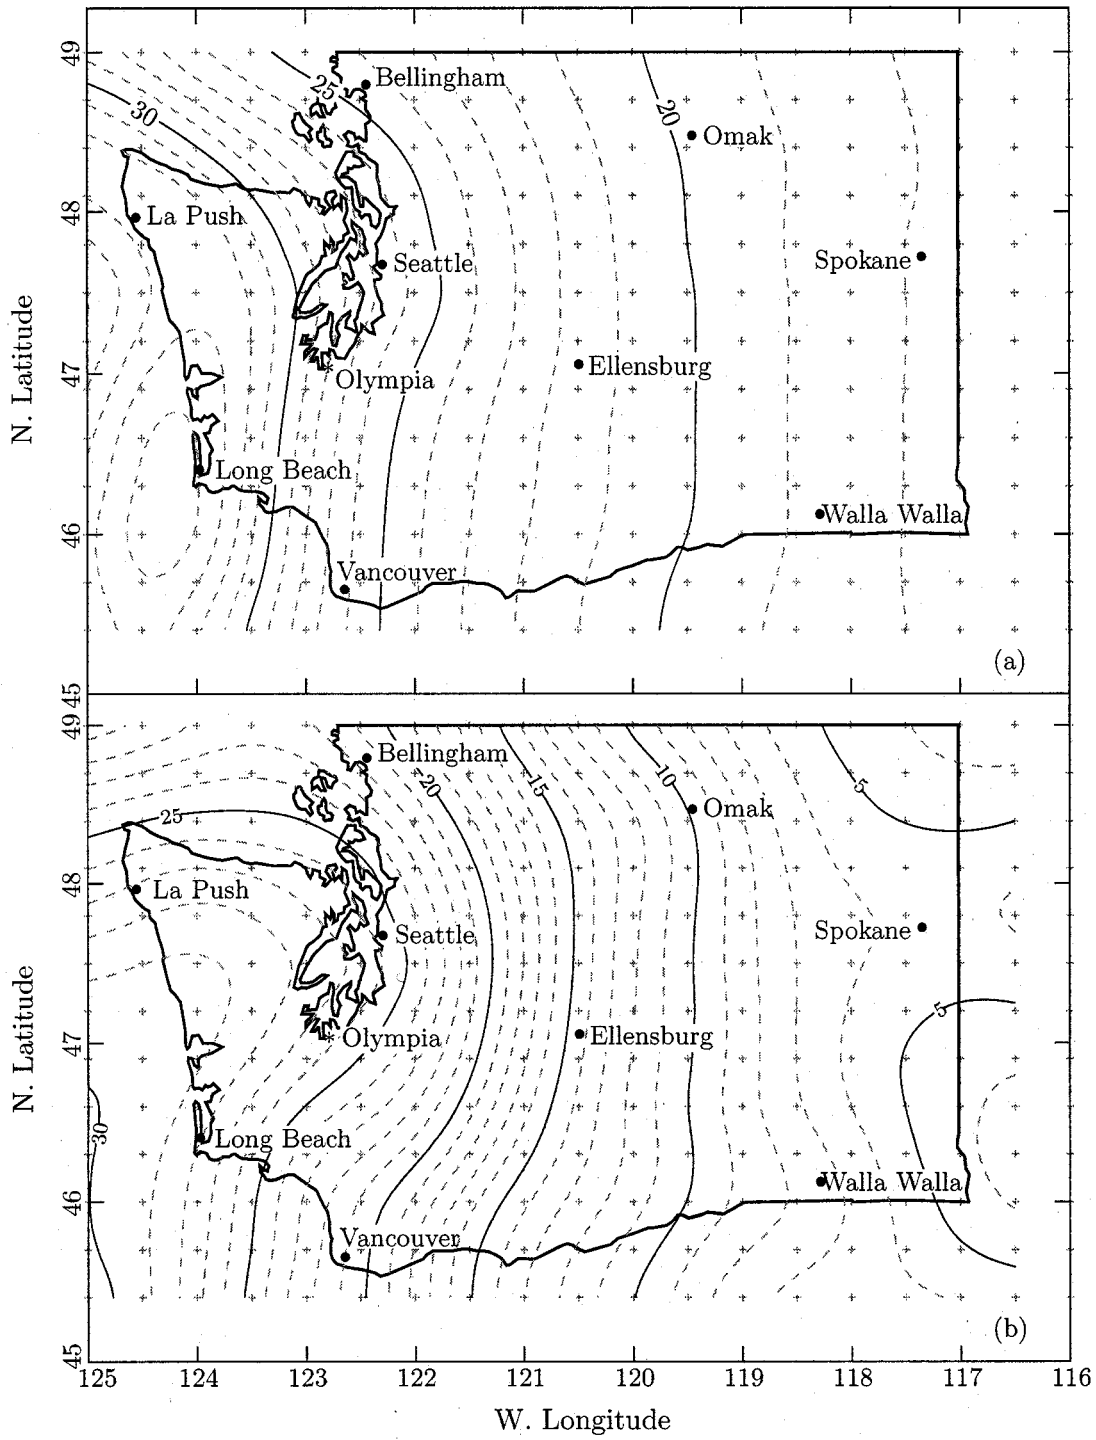 49
25
Bellingham
30
20
Omak
48
La Push
Seattle
Spokane
N. Latitude
47
Olympia
Ellensburg
Long Beach
46
Walla Walla
Vancouver
(a)
45
49
Bellingham
20
15
10
5
25
Omak
48
La Push
Seattle
Spokane
N. Latitude
5
47
Olympia
Ellensburg
30
Long Beach
46
Walla Walla
Vancouver
(b)
45
125 124 123 122 121 120 119 118 117 116
W. Longitude